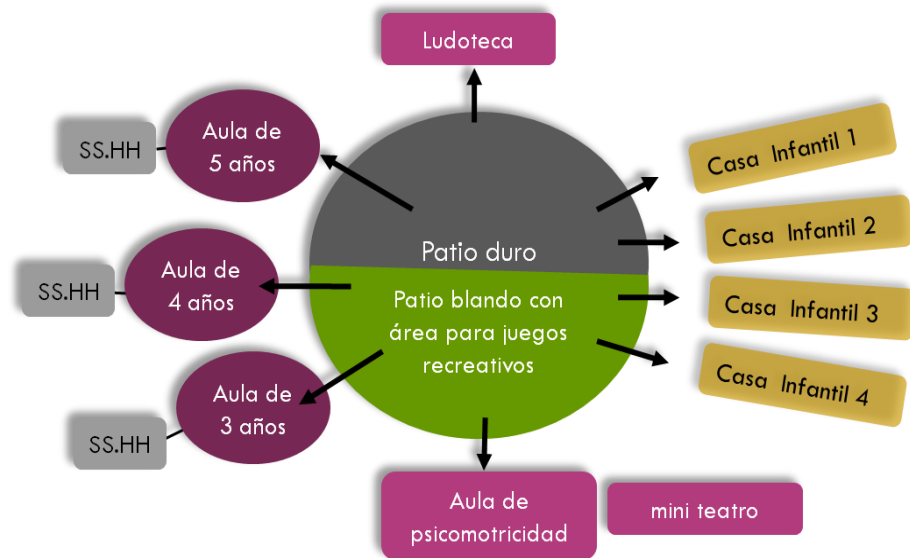 Ludoteca
Aula de
5 años
SS.HH
Casa Infantil 1
Casa Infantil 2
Patio duro
Aula de
4 años
SS.HH
Patio blando con
área para juegos
recreativos
Casa Infantil 3
Casa Infantil 4
Aula de
3 años
SS.HH
Aula de
psicomotricidad
mini teatro